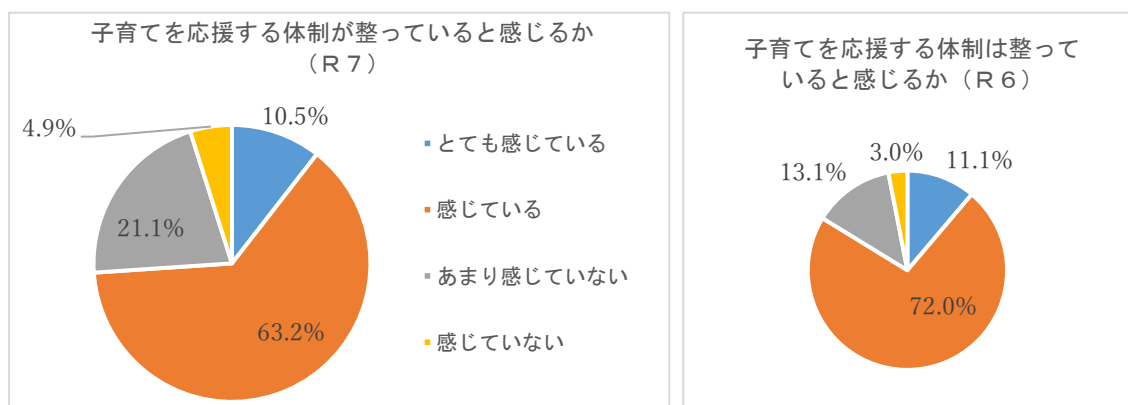 子育てを応援する体制が整っていると感じるか
（R７）
4.9%
10.5%
21.1%
63.2%
とても感じている
感じている
あまり感じていない
感じていない
子育てを応援する体制は整って
いると感じるか（R６）
3.0%
13.1%
11.1%
72.0%